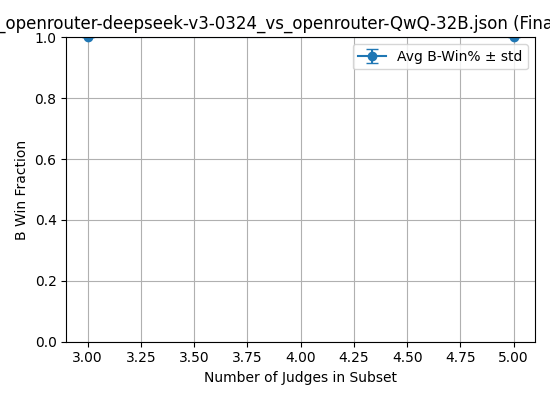 _openrouter-deepseek-v3-0324_vs_openrouter-QwQ-32B.json (Fina
Avg B-Win% ± std
1.0
0.8
0.6
0.4
0.2
0.0
B Win Fraction
3.00 3.25 3.50 3.75 4.00 4.25 4.50 4.75 5.00
Number of Judges in Subset